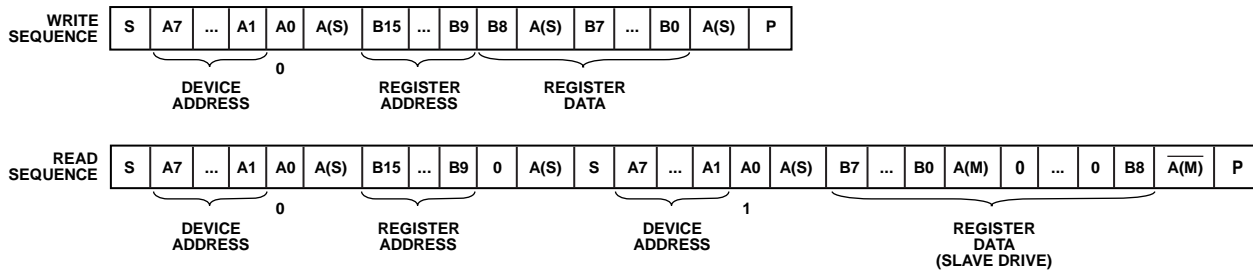 WRITE
SEQUENCE
S A7 ... A1 A0 A(S) B15 ... B9 B8 A(S) B7 ... B0 A(S) P
0
DEVICE
ADDRESS
REGISTER
ADDRESS
REGISTER
DATA
READ
SEQUENCE
S A7 ... A1 A0 A(S) B15 ... B9 0 A(S) S A7 ... A1 A0 A(S) B7 ... B0 A(M) 0 ... 0 B8 A̅(̅M̅)̅ P
0 1
DEVICE
ADDRESS
REGISTER
ADDRESS
DEVICE
ADDRESS
REGISTER
DATA
(SLAVE DRIVE)